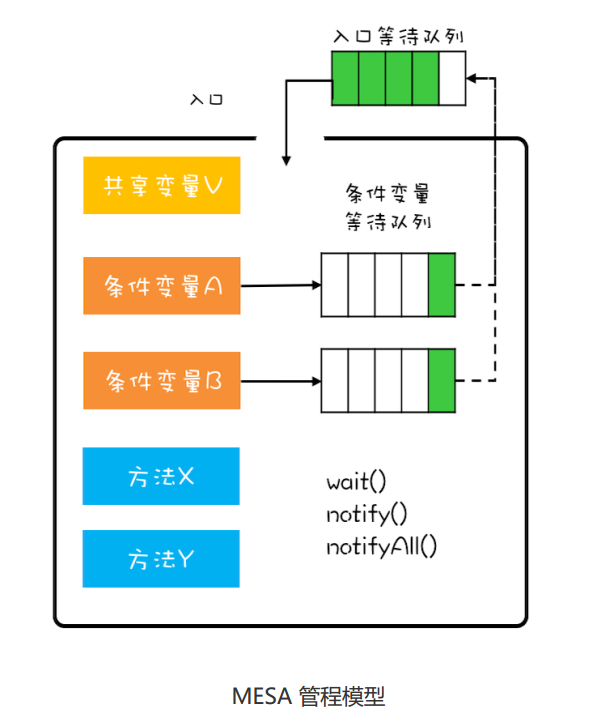 入口等待队列
入口
共享变量V
条件变量
等待队列
条件变量A
条件变量B
方法X
wait()
notify()
notifyAll()
方法Y
MESA 管程模型